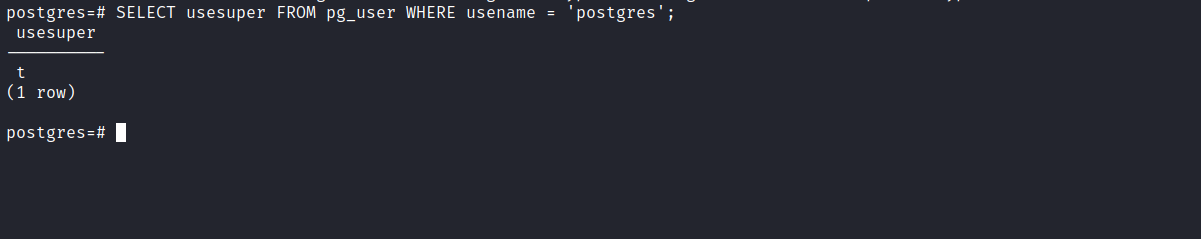 postgres=# SELECT usesuper FROM pg_user WHERE usename = 'postgres';
 usesuper
----------
 t
(1 row)

postgres=#